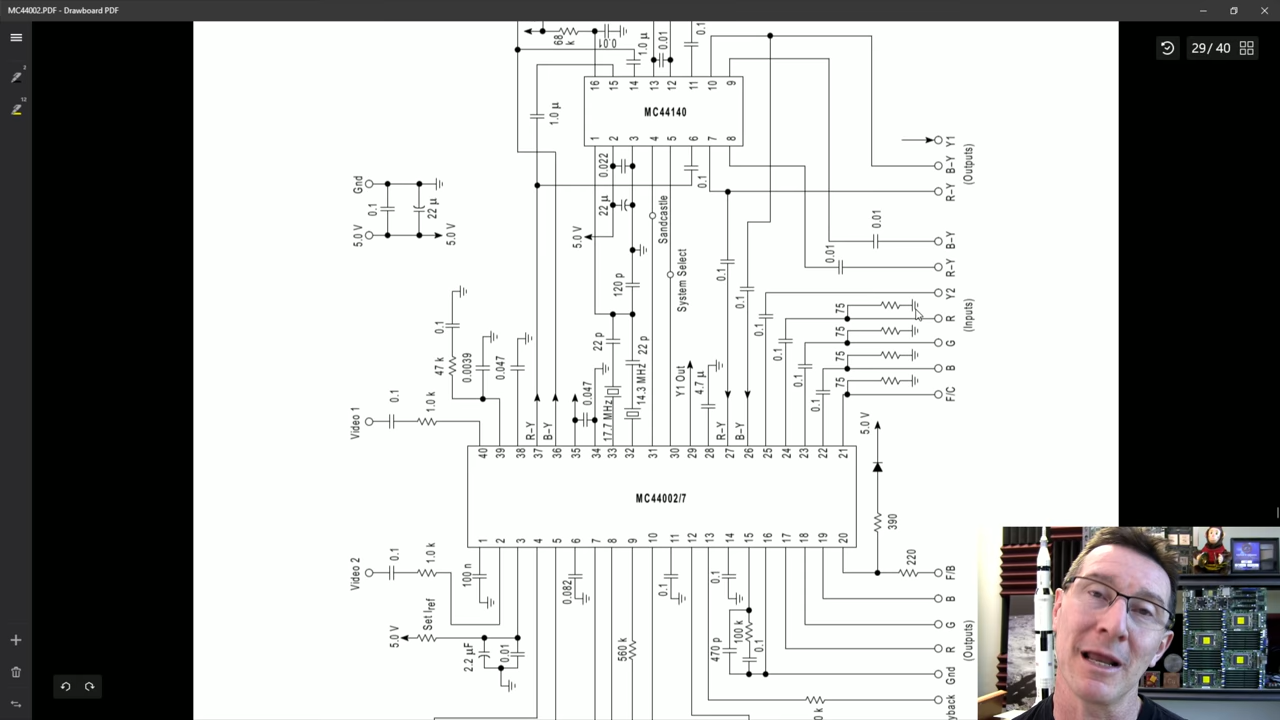 MC44002.PDF - Drawboard PDF
29 / 40
68 k
0.01
1.0 µ
0.01
0.1
16 15 14 13 12 11 10 9
MC44140
1 2 3 4 5 6 7 8
1.0 µ
0.022
0.1
Gnd
0.1
22 µ
5.0 V
5.0 V
22 µ
5.0 V
Sandcastle
System Select
120 p
0.01
0.01
0.1
0.1
Y1
B–Y
R–Y
(Outputs)
B–Y
R–Y
Y2
R
G
B
F/C
(Inputs)
0.1
47 k
0.0039
0.047
22 p
22 p
0.047
17.7 MHz
14.3 MHz
Y1 Out
4.7 µ
0.1
0.1
0.1
0.1
75
75
75
75
Video 1
0.1
1.0 k
R–Y
B–Y
R–Y
B–Y
5.0 V
40 39 38 37 36 35 34 33 32 31 30 29 28 27 26 25 24 23 22 21
MC44002/7
1 2 3 4 5 6 7 8 9 10 11 12 13 14 15 16 17 18 19 20
390
Video 2
0.1
1.0 k
100 n
0.082
0.1
0.1
220
F/B
B
G
R
(Outputs)
Gnd
5.0 V
Set Iref
2.2 µF
0.01
560 k
470 p
100 k
0.1